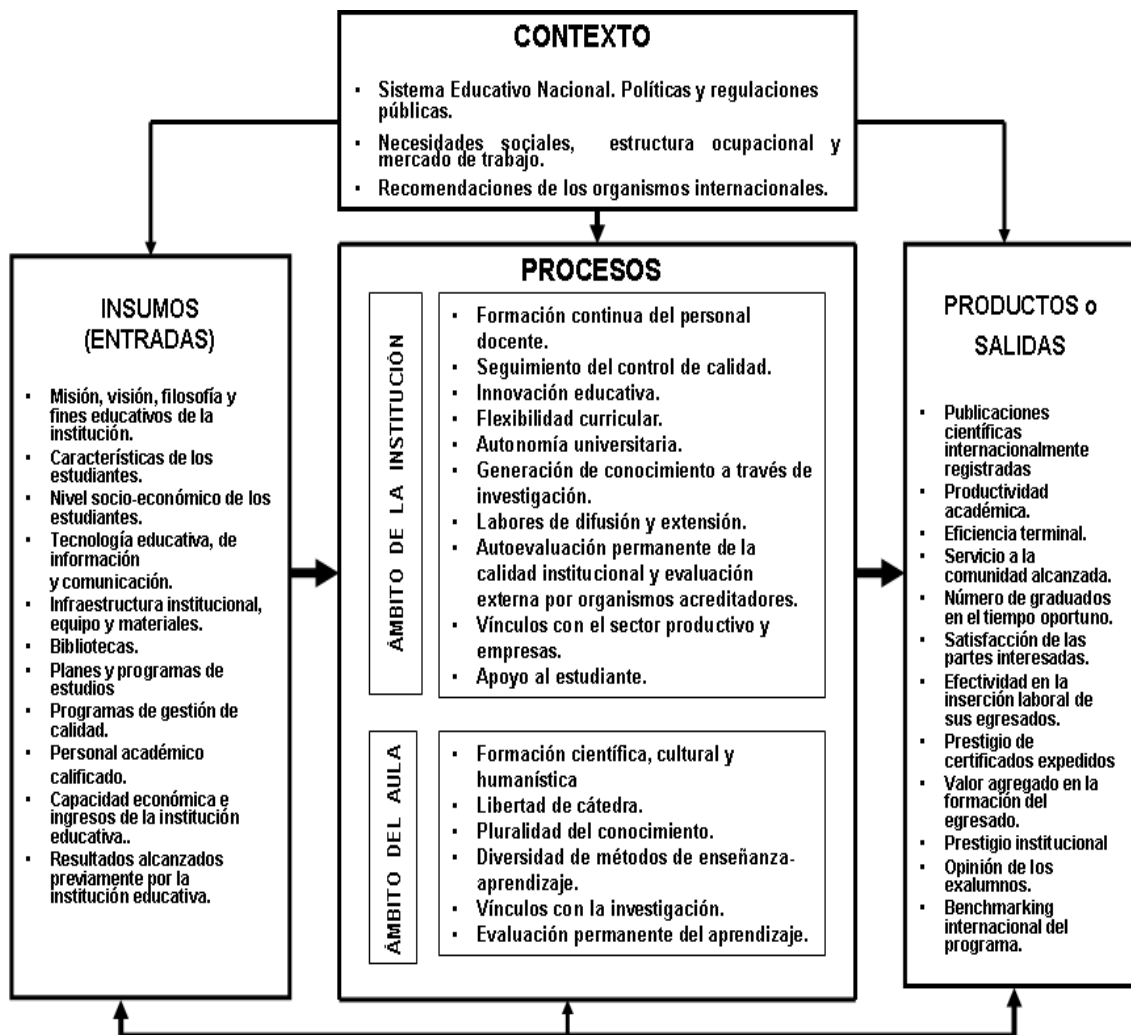 CONTEXTO
▪ Sistema Educativo Nacional. Políticas y regulaciones
públicas.
▪ Necesidades sociales, estructura ocupacional y
mercado de trabajo.
▪ Recomendaciones de los organismos internacionales.
INSUMOS
(ENTRADAS)
▪ Misión, visión, filosofía y
fines educativos de la
institución.
▪ Características de los
estudiantes.
▪ Nivel socio-económico de los
estudiantes.
▪ Tecnología educativa, de
información
y comunicación.
▪ Infraestructura institucional,
equipo y materiales.
▪ Bibliotecas.
▪ Planes y programas de
estudios
▪ Programas de gestión de
calidad.
▪ Personal académico
calificado.
▪ Capacidad económica e
ingresos de la institución
educativa..
▪ Resultados alcanzados
previamente por la
institución educativa.
PROCESOS
ÁMBITO DE LA INSTITUCIÓN
▪ Formación continua del personal
docente.
▪ Seguimiento del control de calidad.
▪ Innovación educativa.
▪ Flexibilidad curricular.
▪ Autonomía universitaria.
▪ Generación de conocimiento a través de
investigación.
▪ Labores de difusión y extensión.
▪ Autoevaluación permanente de la
calidad institucional y evaluación
externa por organismos acreditadores.
▪ Vínculos con el sector productivo y
empresas.
▪ Apoyo al estudiante.
ÁMBITO DEL AULA
▪ Formación científica, cultural y
humanística
▪ Libertad de cátedra.
▪ Pluralidad del conocimiento.
▪ Diversidad de métodos de enseñanza-
aprendizaje.
▪ Vínculos con la investigación.
▪ Evaluación permanente del aprendizaje.
PRODUCTOS o
SALIDAS
▪ Publicaciones
científicas
internacionalmente
registradas
▪ Productividad
académica.
▪ Eficiencia terminal.
▪ Servicio a la
comunidad alcanzada.
▪ Número de graduados
en el tiempo oportuno.
▪ Satisfacción de las
partes interesadas.
▪ Efectividad en la
inserción laboral de
sus egresados.
▪ Prestigio de
certificados expedidos
▪ Valor agregado en la
formación del
egresado.
▪ Prestigio institucional
▪ Opinión de los
exalumnos.
▪ Benchmarking
internacional del
programa.